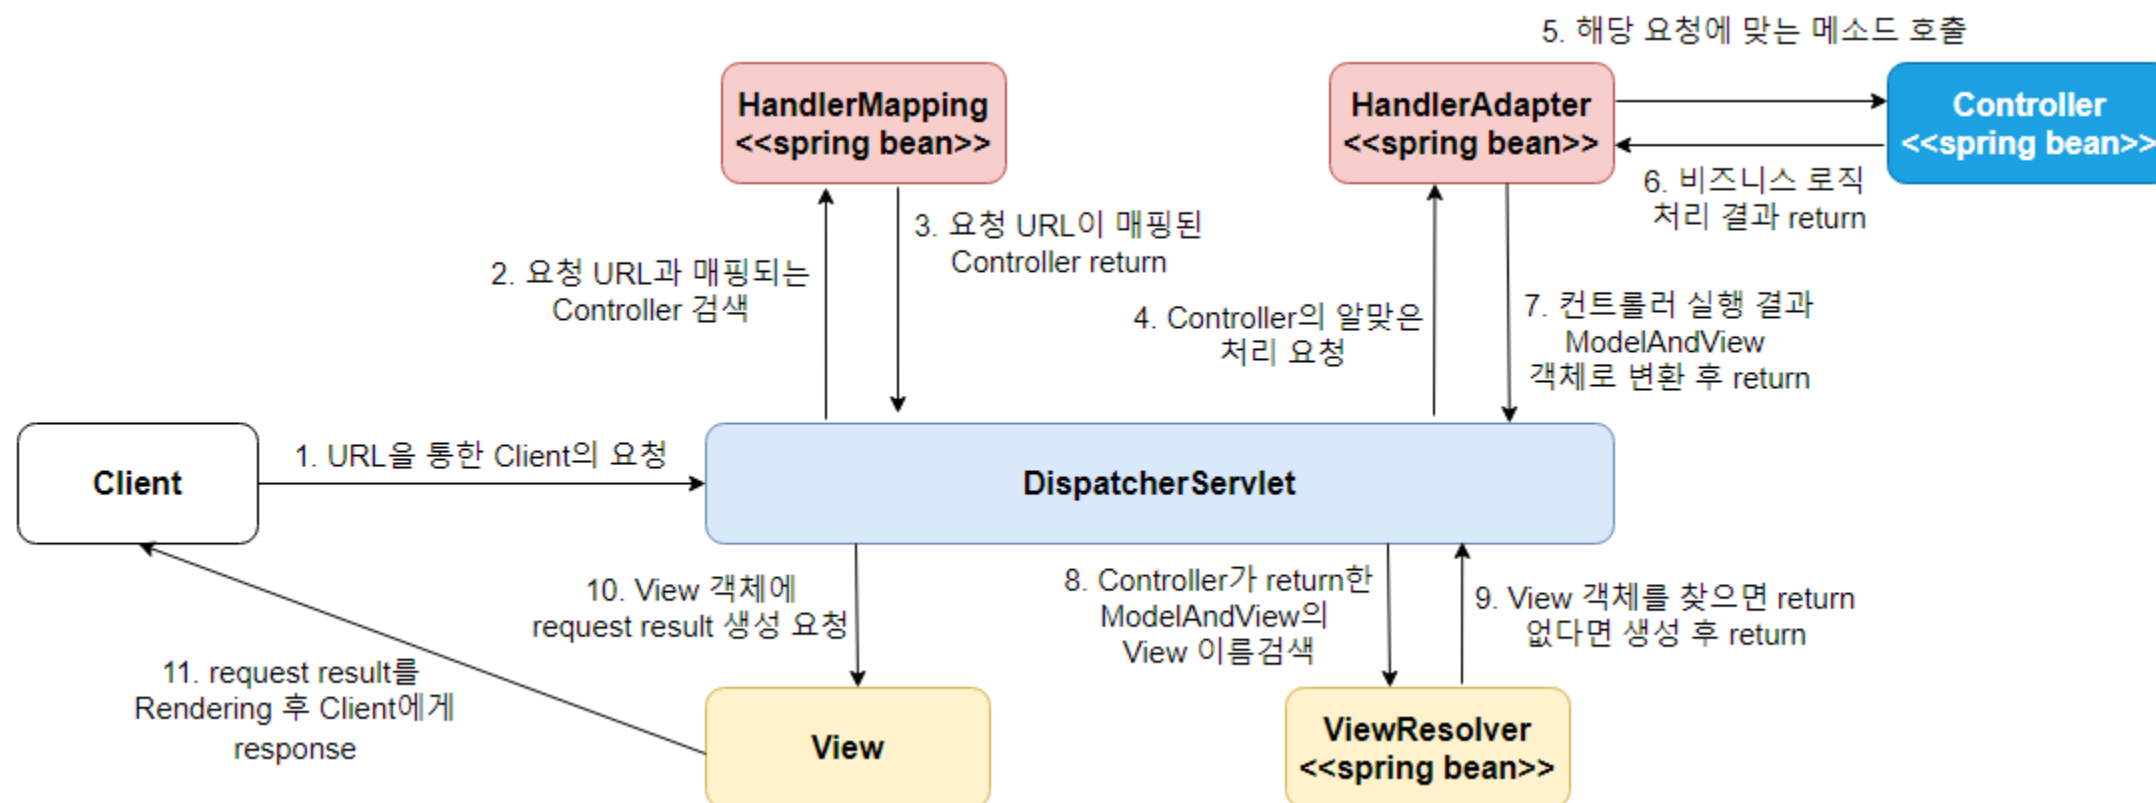 5. 해당 요청에 맞는 메소드 호출
HandlerMapping
<<spring bean>>
HandlerAdapter
<<spring bean>>
Controller
<<spring bean>>
6. 비즈니스 로직
처리 결과 return
3. 요청 URL이 매핑된
Controller return
2. 요청 URL과 매핑되는
Controller 검색
4. Controller의 알맞은
처리 요청
7. 컨트롤러 실행 결과
ModelAndView
객체로 변환 후 return
Client
1. URL을 통한 Client의 요청
DispatcherServlet
10. View 객체에
request result 생성 요청
8. Controller가 return한
ModelAndView의
View 이름검색
9. View 객체를 찾으면 return
없다면 생성 후 return
11. request result를
Rendering 후 Client에게
response
View
ViewResolver
<<spring bean>>